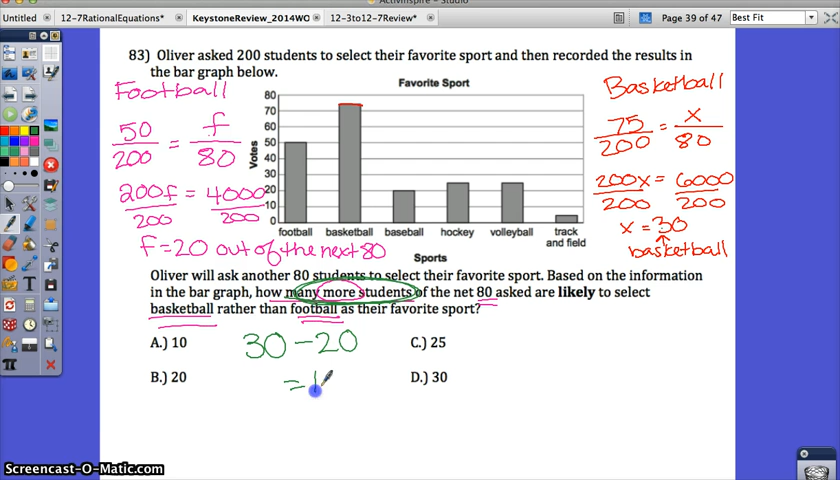 ActivInspire - Studio
Untitled
12-7RationalEquations*
KeystoneReview_2014WO
12-3to12-7Review*
Page 39 of 47
Best Fit
83) Oliver asked 200 students to select their favorite sport and then recorded the results in
the bar graph below.
Football
50/200 = f/80
200f = 4000
200 200
f = 20 out of the next 80
Favorite Sport
Votes
80
70
60
50
40
30
20
10
0
football basketball baseball hockey volleyball track and field
Sports
Basketball
75/200 = x/80
200x = 6000
200 200
x = 30
basketball
Oliver will ask another 80 students to select their favorite sport. Based on the information
in the bar graph, how many more students of the net 80 asked are likely to select
basketball rather than football as their favorite sport?
A.) 10
30 - 20
C.) 25
B.) 20
= 1
D.) 30
Screencast-O-Matic.com